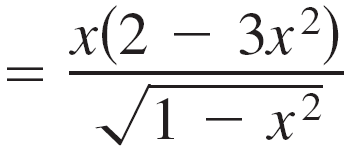 = x(2 − 3x²) / √(1 − x²)